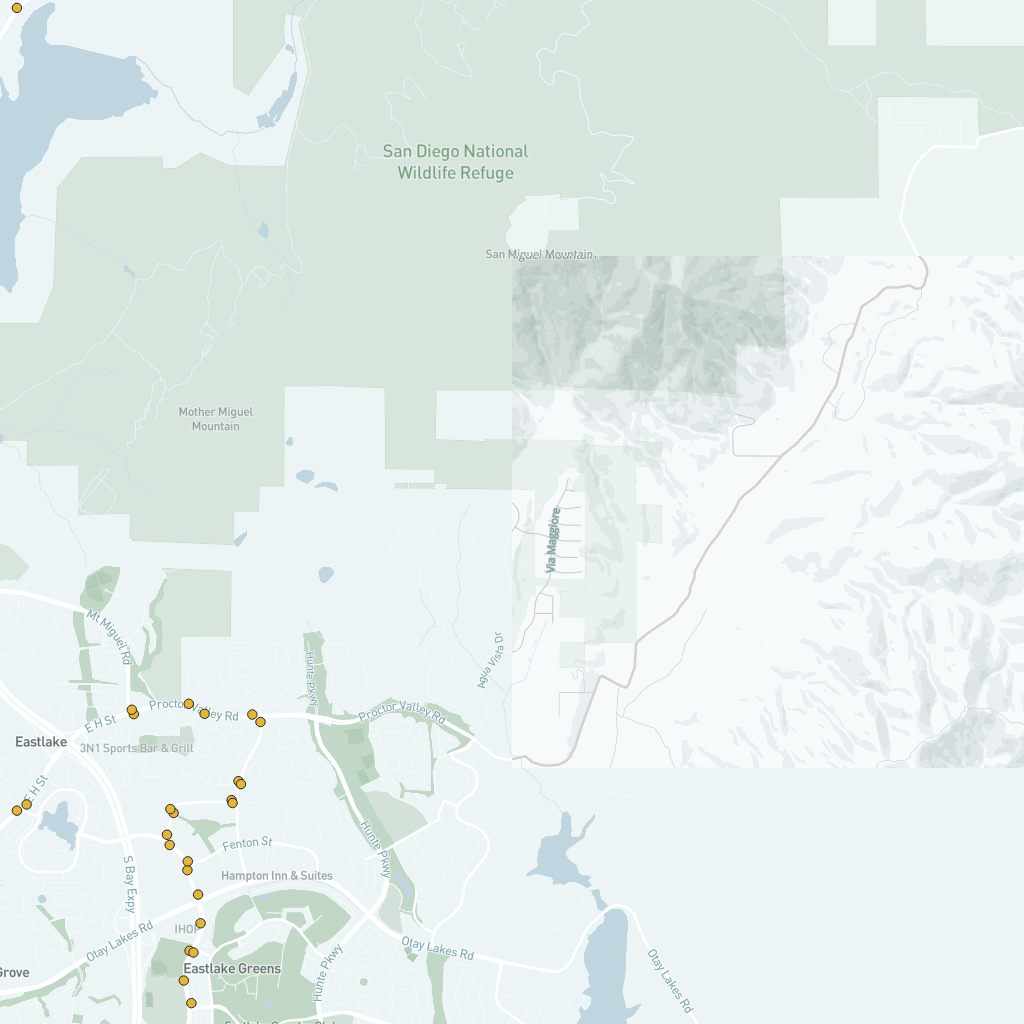 San Diego National
Wildlife Refuge
San Miguel Mountain
Mother Miguel
Mountain
Via Maggiore
Mt Miguel Rd
Hunte Pkwy
Agua Vista Dr
Proctor Valley Rd
Proctor Valley Rd
E H St
Eastlake
3N1 Sports Bar & Grill
E H St
Fenton St
Hunte Pkwy
S Bay Expy
Hampton Inn & Suites
IHOP
Otay Lakes Rd
Otay Lakes Rd
Grove
Eastlake Greens
Hunte Pkwy
Otay Lakes Rd